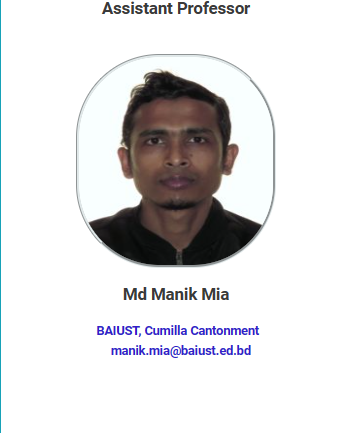 Assistant Professor
Md Manik Mia
BAIUST, Cumilla Cantonment
manik.mia@baiust.ed.bd